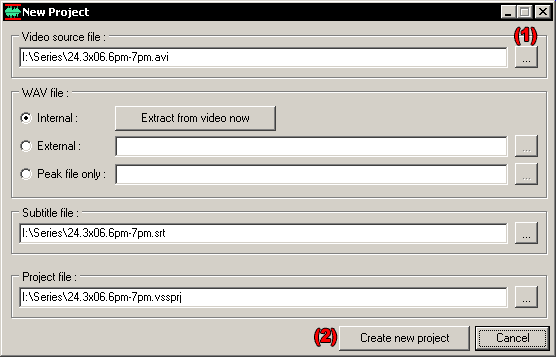 New Project
Video source file :
(1)
I:\Series\24.3x06.6pm-7pm.avi
...
WAV file :
Internal :
Extract from video now
External :
...
Peak file only :
...
Subtitle file :
I:\Series\24.3x06.6pm-7pm.srt
...
Project file :
I:\Series\24.3x06.6pm-7pm.vssprj
...
(2)
Create new project
Cancel